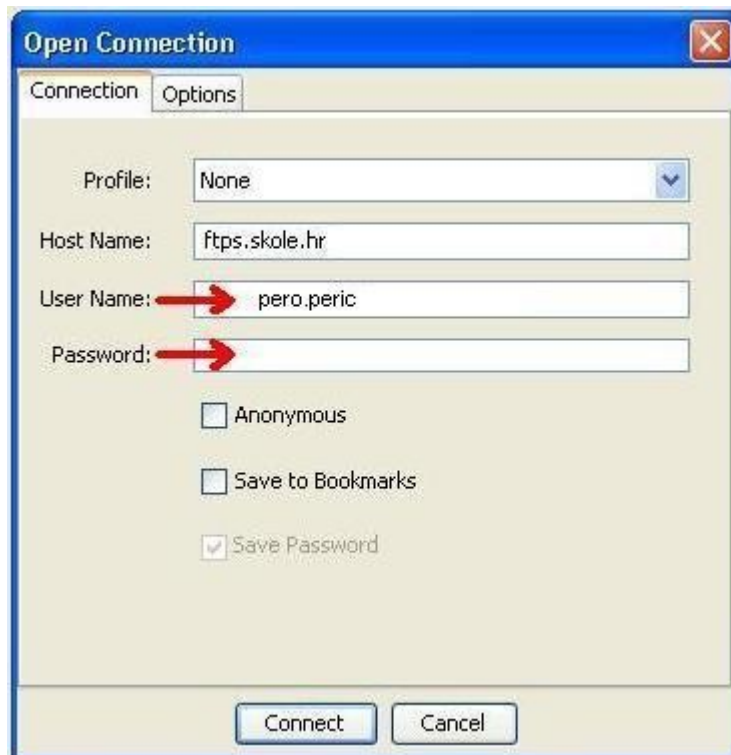 Open Connection
Connection Options
Profile: None
Host Name: ftps.skole.hr
User Name: pero.peric
Password:
Anonymous
Save to Bookmarks
Save Password
Connect Cancel